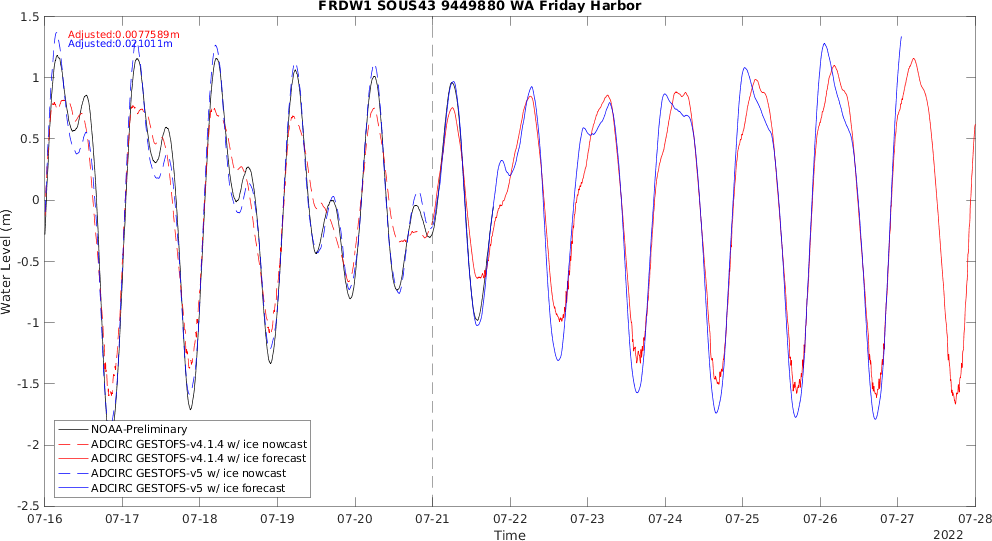 FRDW1 SOUS43 9449880 WA Friday Harbor
Adjusted:0.0077589m
Adjusted:0.021011m
1.5
1
0.5
0
-0.5
-1
-1.5
-2
-2.5
Water Level (m)
NOAA-Preliminary
ADCIRC GESTOFS-v4.1.4 w/ ice nowcast
ADCIRC GESTOFS-v4.1.4 w/ ice forecast
ADCIRC GESTOFS-v5 w/ ice nowcast
ADCIRC GESTOFS-v5 w/ ice forecast
07-16 07-17 07-18 07-19 07-20 07-21 07-22 07-23 07-24 07-25 07-26 07-27 07-28
Time
2022